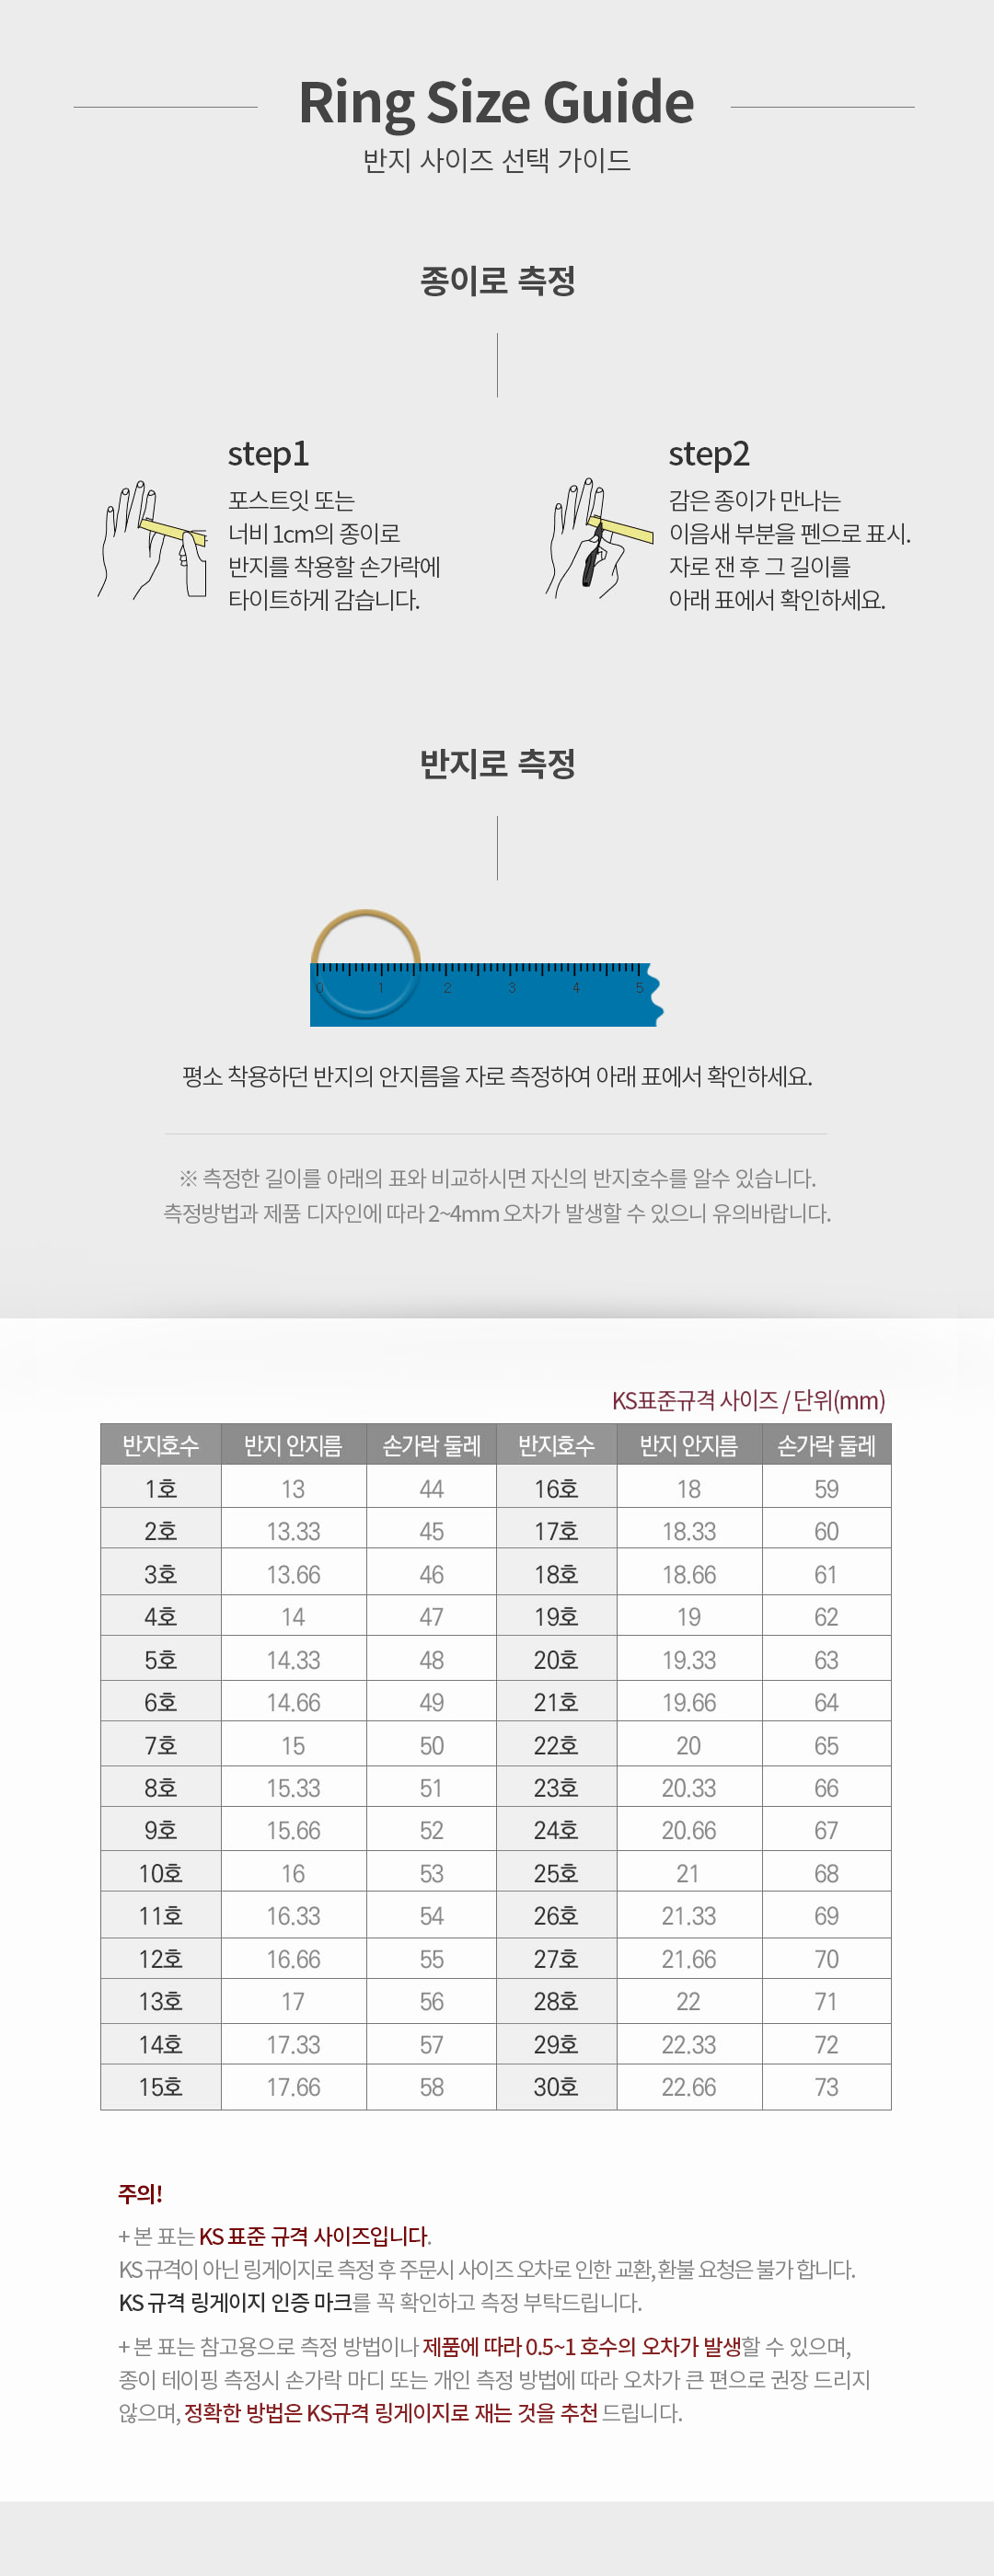 Ring Size Guide
반지 사이즈 선택 가이드
종이로 측정
step1
포스트잇 또는
너비 1cm의 종이로
반지를 착용할 손가락에
타이트하게 감습니다.
step2
감은 종이가 만나는
이음새 부분을 펜으로 표시.
자로 잰 후 그 길이를
아래 표에서 확인하세요.
반지로 측정
0 1 2 3 4 5
평소 착용하던 반지의 안지름을 자로 측정하여 아래 표에서 확인하세요.
※ 측정한 길이를 아래의 표와 비교하시면 자신의 반지호수를 알수 있습니다.
측정방법과 제품 디자인에 따라 2~4mm 오차가 발생할 수 있으니 유의바랍니다.
KS표준규격 사이즈 / 단위(mm)
반지호수 반지 안지름 손가락 둘레 반지호수 반지 안지름 손가락 둘레
1호 13 44 16호 18 59
2호 13.33 45 17호 18.33 60
3호 13.66 46 18호 18.66 61
4호 14 47 19호 19 62
5호 14.33 48 20호 19.33 63
6호 14.66 49 21호 19.66 64
7호 15 50 22호 20 65
8호 15.33 51 23호 20.33 66
9호 15.66 52 24호 20.66 67
10호 16 53 25호 21 68
11호 16.33 54 26호 21.33 69
12호 16.66 55 27호 21.66 70
13호 17 56 28호 22 71
14호 17.33 57 29호 22.33 72
15호 17.66 58 30호 22.66 73
주의!
+ 본 표는 KS 표준 규격 사이즈입니다.
KS 규격이 아닌 링게이지로 측정 후 주문시 사이즈 오차로 인한 교환, 환불 요청은 불가 합니다.
KS 규격 링게이지 인증 마크를 꼭 확인하고 측정 부탁드립니다.
+ 본 표는 참고용으로 측정 방법이나 제품에 따라 0.5~1 호수의 오차가 발생할 수 있으며,
종이 테이핑 측정시 손가락 마디 또는 개인 측정 방법에 따라 오차가 큰 편으로 권장 드리지
않으며, 정확한 방법은 KS규격 링게이지로 재는 것을 추천 드립니다.